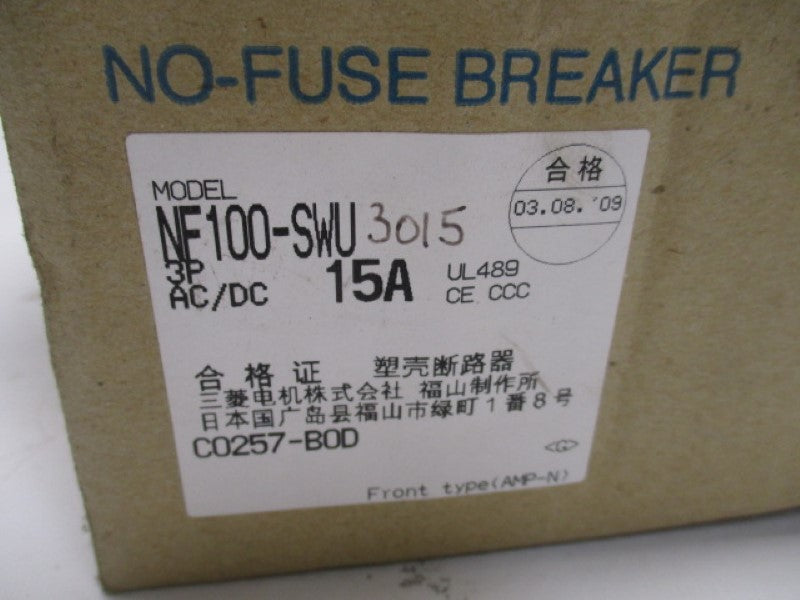 NO-FUSE BREAKER
合格
03.08.'09
MODEL
NF100-SWU 3015
3P
AC/DC 15A
UL489
CE CCC
合格证 塑壳断路器
三菱电机株式会社 福山制作所
日本国广岛县福山市绿町1番8号
C0257-B0D
G
Front type(AMP-N)